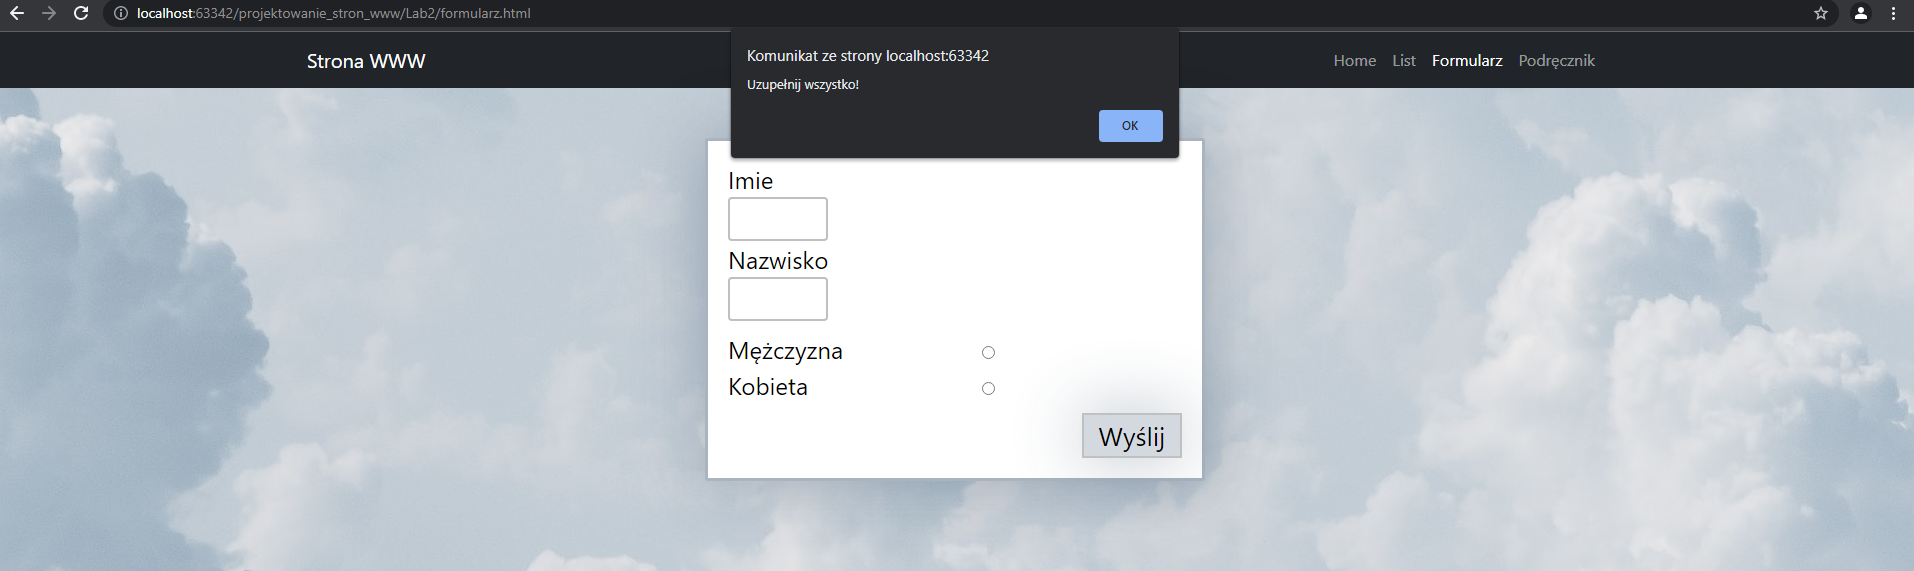 localhost:63342/projektowanie_stron_www/Lab2/formularz.html
Strona WWW
Home List Formularz Podręcznik
Komunikat ze strony localhost:63342
Uzupełnij wszystko!
OK
Imie
Nazwisko
Mężczyzna
Kobieta
Wyślij